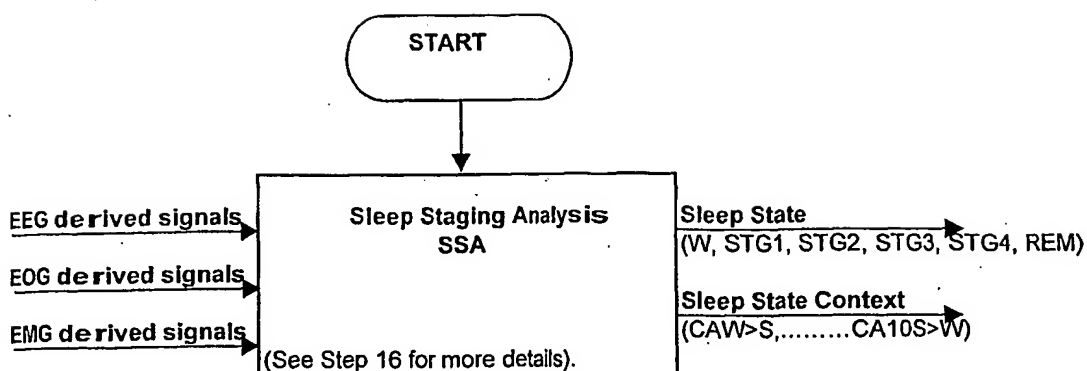 START
EEG derived signals
EOG derived signals
EMG derived signals
Sleep Staging Analysis
SSA
(See Step 16 for more details).
Sleep State
(W, STG1, STG2, STG3, STG4, REM)
Sleep State Context
(CAW>S,.........CA10S>W)